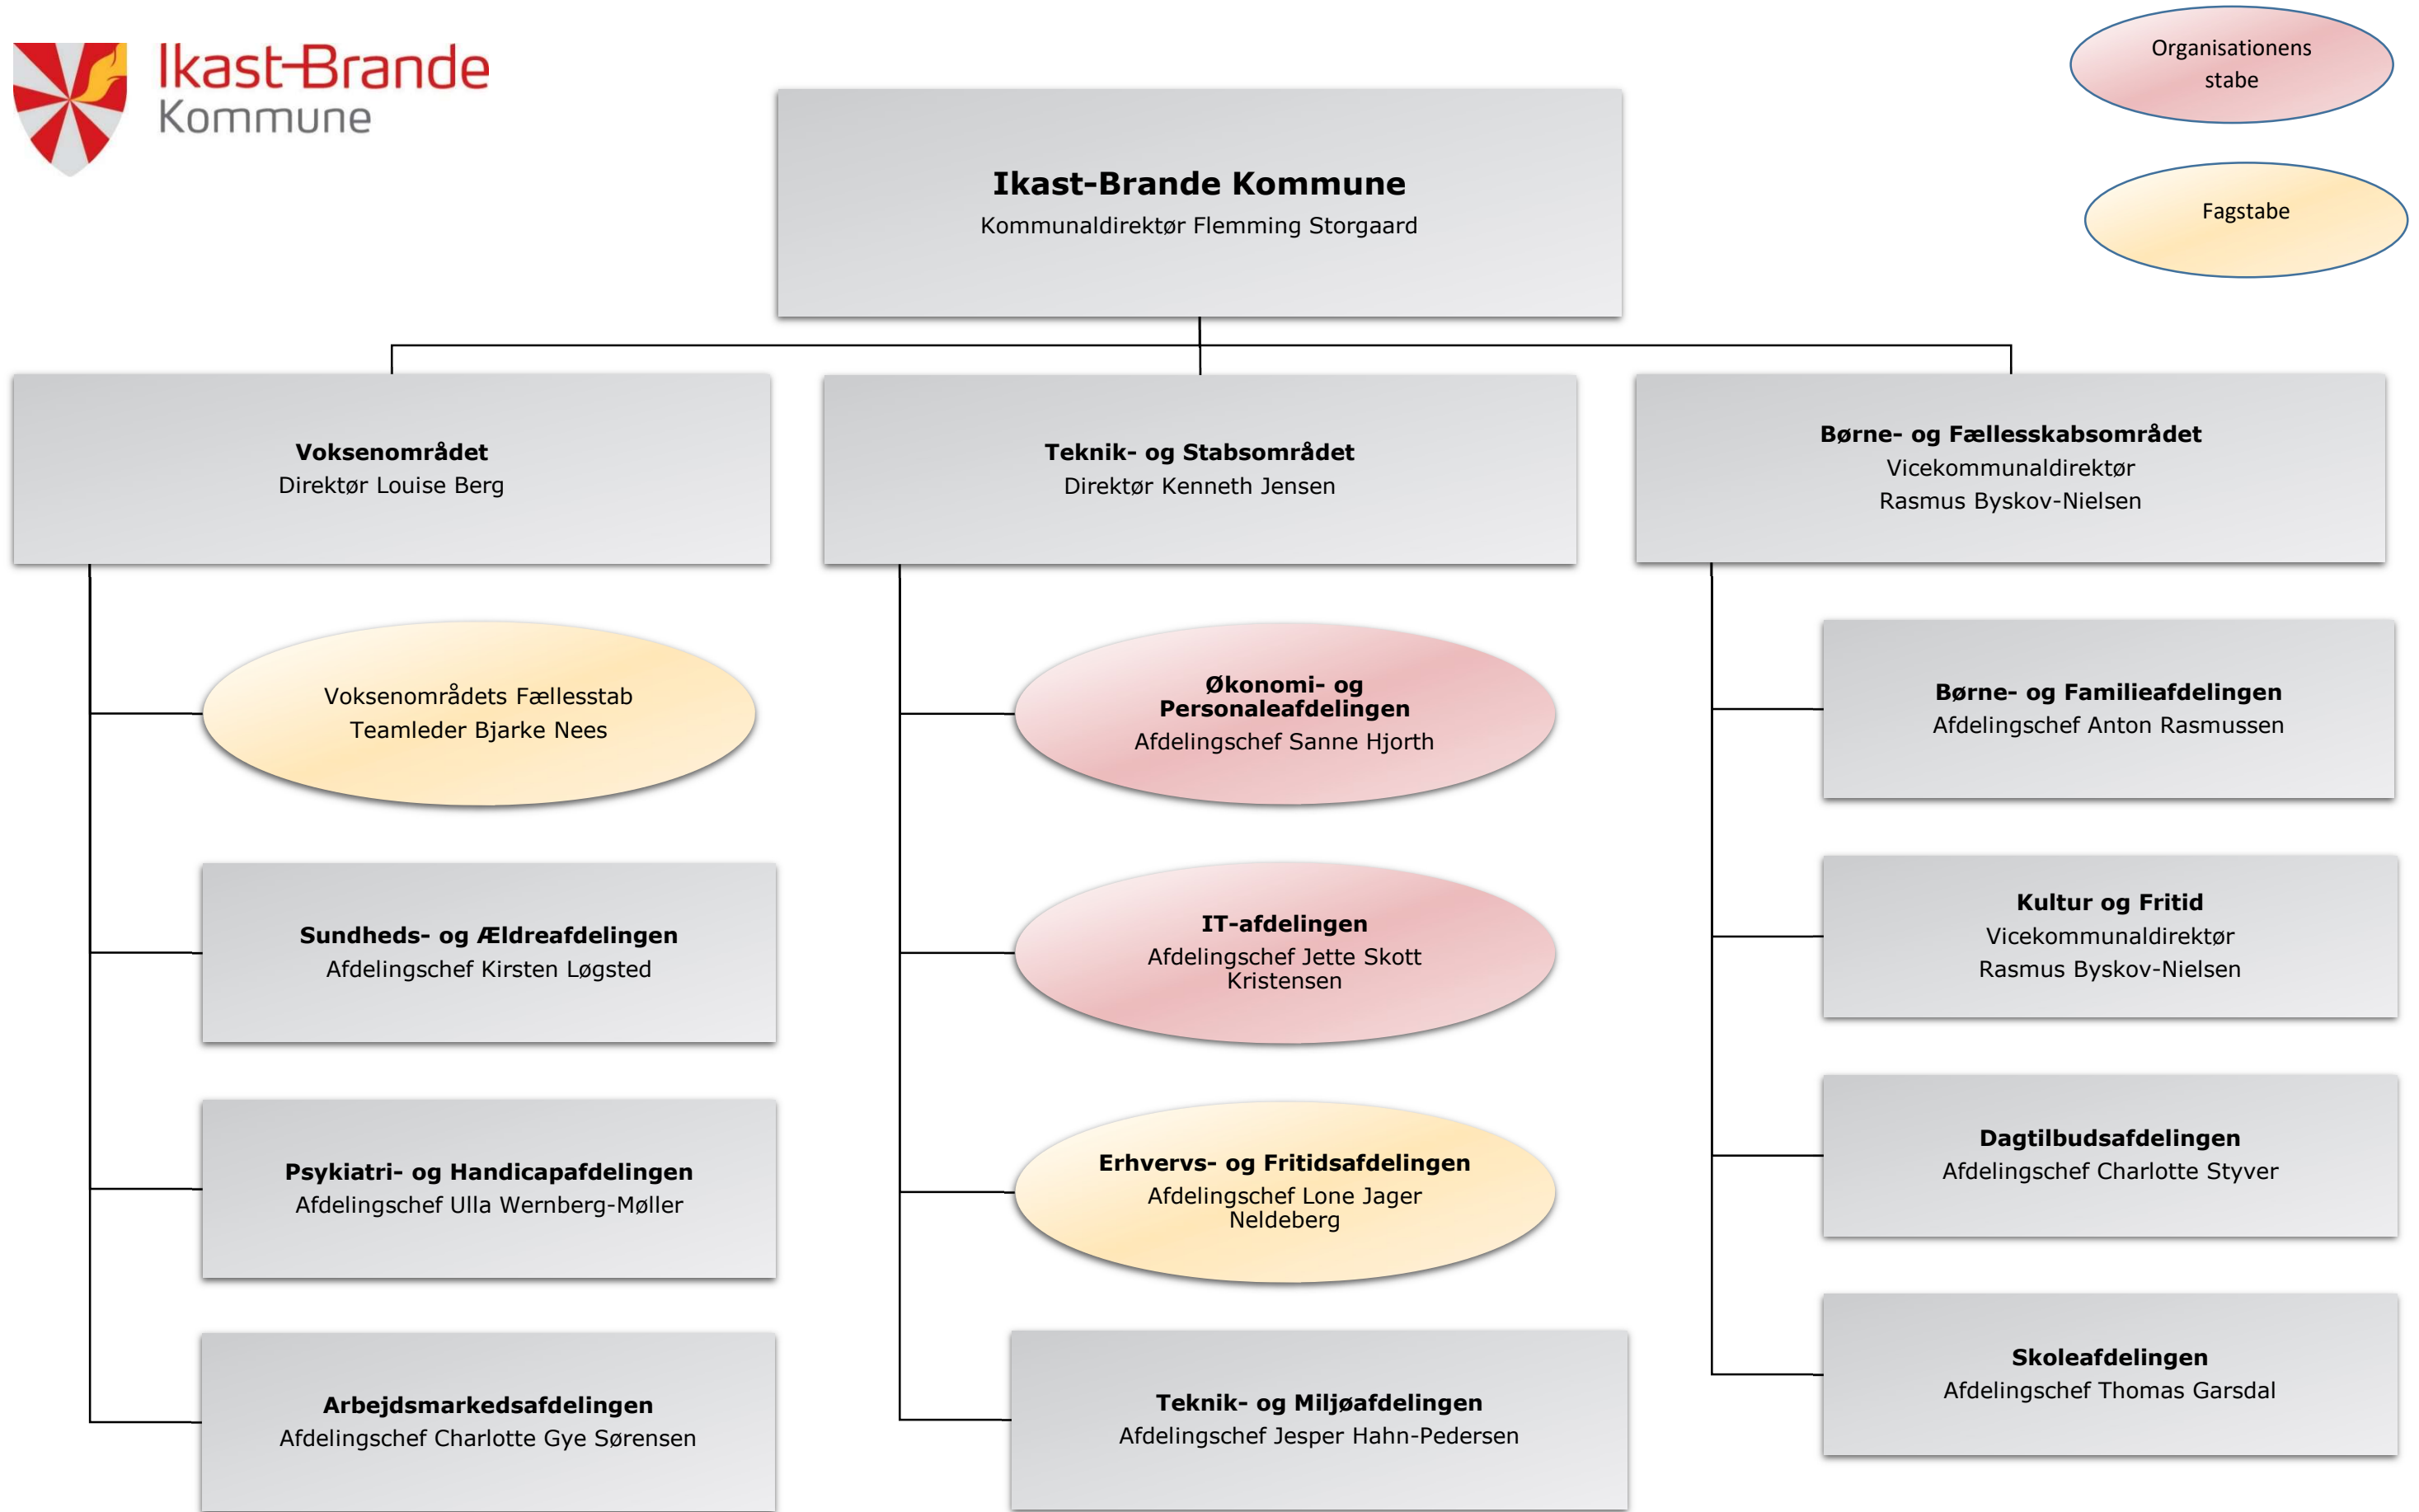 Ikast-Brande
Kommune
Organisationens
stabe
Fagstabe
Ikast-Brande Kommune
Kommunaldirektør Flemming Storgaard
Voksenområdet
Direktør Louise Berg
Voksenområdets Fællesstab
Teamleder Bjarke Nees
Sundheds- og Ældreafdelingen
Afdelingschef Kirsten Løgsted
Psykiatri- og Handicapafdelingen
Afdelingschef Ulla Wernberg-Møller
Arbejdsmarkedsafdelingen
Afdelingschef Charlotte Gye Sørensen
Teknik- og Stabsområdet
Direktør Kenneth Jensen
Økonomi- og
Personaleafdelingen
Afdelingschef Sanne Hjorth
IT-afdelingen
Afdelingschef Jette Skott
Kristensen
Erhvervs- og Fritidsafdelingen
Afdelingschef Lone Jager
Neldeberg
Teknik- og Miljøafdelingen
Afdelingschef Jesper Hahn-Pedersen
Børne- og Fællesskabsområdet
Vicekommunaldirektør
Rasmus Byskov-Nielsen
Børne- og Familieafdelingen
Afdelingschef Anton Rasmussen
Kultur og Fritid
Vicekommunaldirektør
Rasmus Byskov-Nielsen
Dagtilbudsafdelingen
Afdelingschef Charlotte Styver
Skoleafdelingen
Afdelingschef Thomas Garsdal